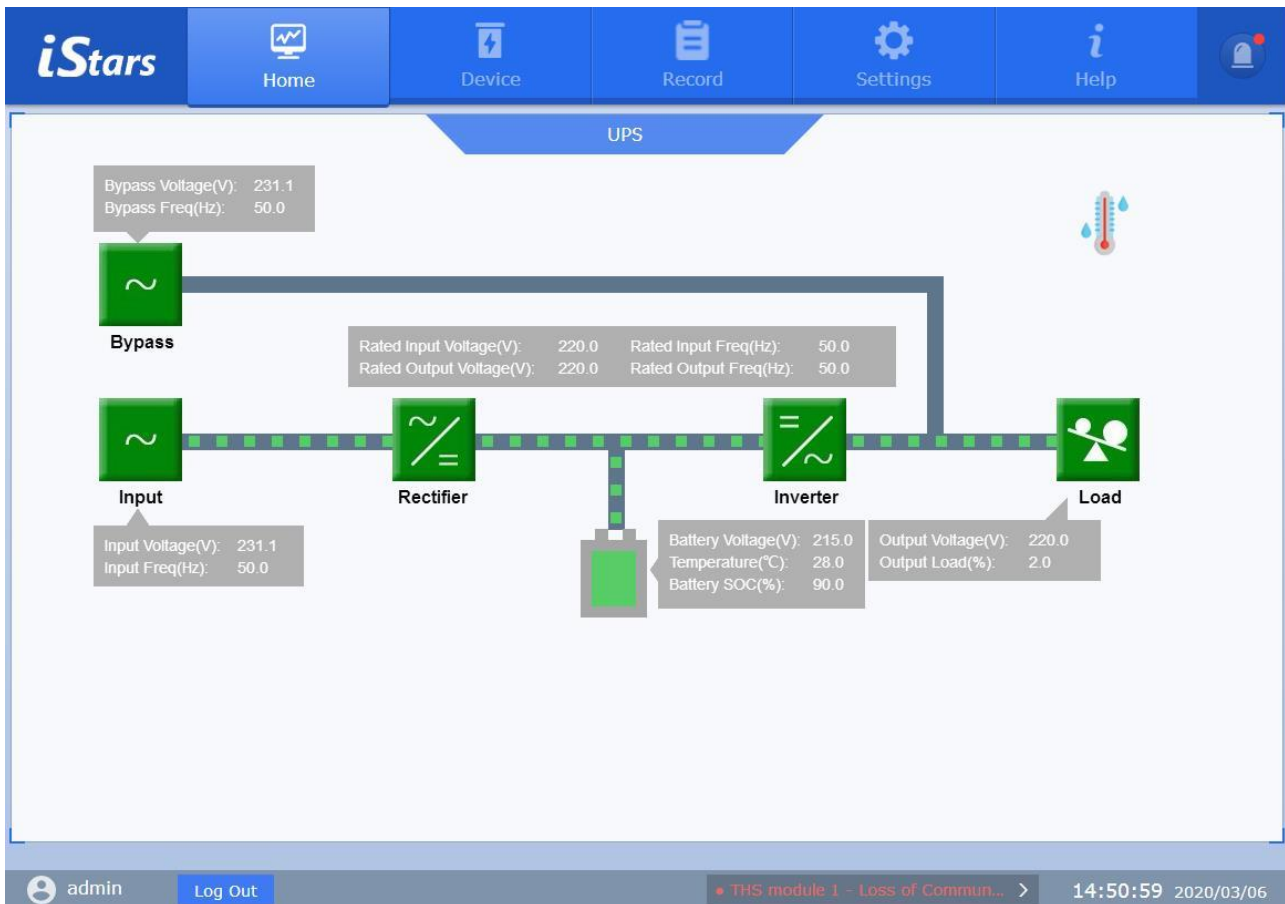 iStars
Home
Device
Record
Settings
Help
UPS
Bypass Voltage(V): 231.1
Bypass Freq(Hz): 50.0
Bypass
Rated Input Voltage(V): 220.0 Rated Input Freq(Hz): 50.0
Rated Output Voltage(V): 220.0 Rated Output Freq(Hz): 50.0
Input
Rectifier
Inverter
Load
Input Voltage(V): 231.1
Input Freq(Hz): 50.0
Battery Voltage(V): 215.0
Temperature(℃): 28.0
Battery SOC(%): 90.0
Output Voltage(V): 220.0
Output Load(%): 2.0
admin
Log Out
THS module 1 - Loss of Commun...
14:50:59 2020/03/06